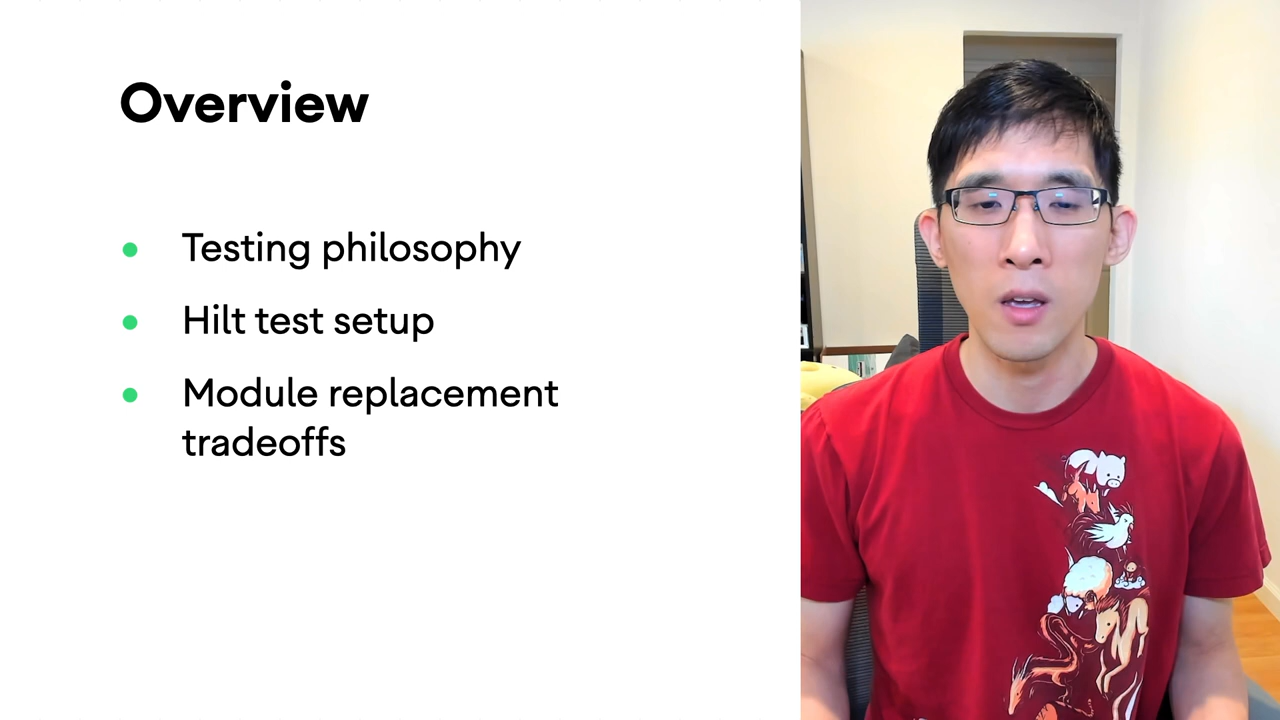 Overview
Testing philosophy
Hilt test setup
Module replacement
tradeoffs